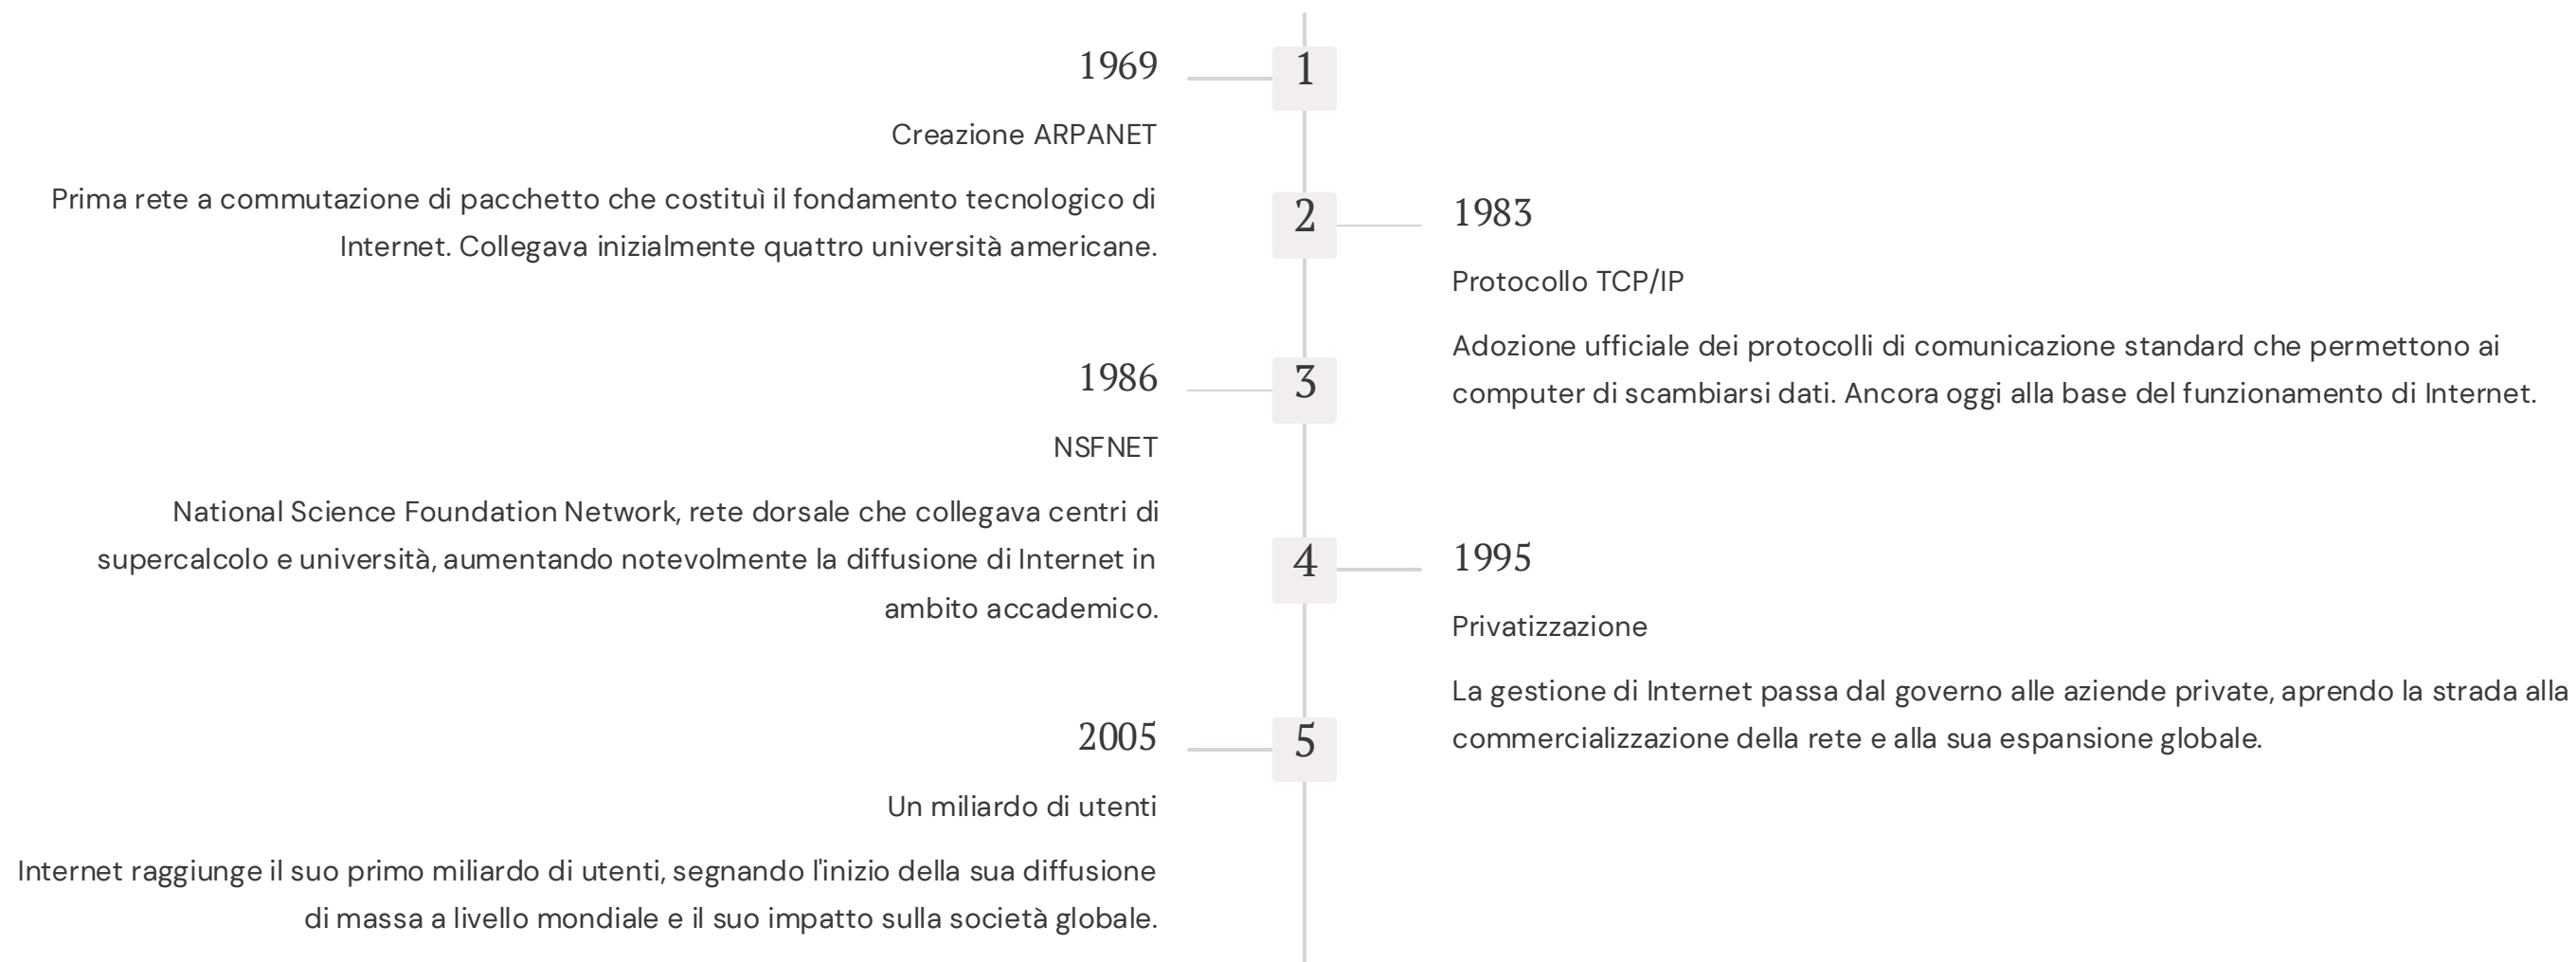 1
1969
Creazione ARPANET
Prima rete a commutazione di pacchetto che costituì il fondamento tecnologico di
Internet. Collegava inizialmente quattro università americane.
2
1983
Protocollo TCP/IP
Adozione ufficiale dei protocolli di comunicazione standard che permettono ai
computer di scambiarsi dati. Ancora oggi alla base del funzionamento di Internet.
3
1986
NSFNET
National Science Foundation Network, rete dorsale che collegava centri di
supercalcolo e università, aumentando notevolmente la diffusione di Internet in
ambito accademico.
4
1995
Privatizzazione
La gestione di Internet passa dal governo alle aziende private, aprendo la strada alla
commercializzazione della rete e alla sua espansione globale.
5
2005
Un miliardo di utenti
Internet raggiunge il suo primo miliardo di utenti, segnando l'inizio della sua diffusione
di massa a livello mondiale e il suo impatto sulla società globale.